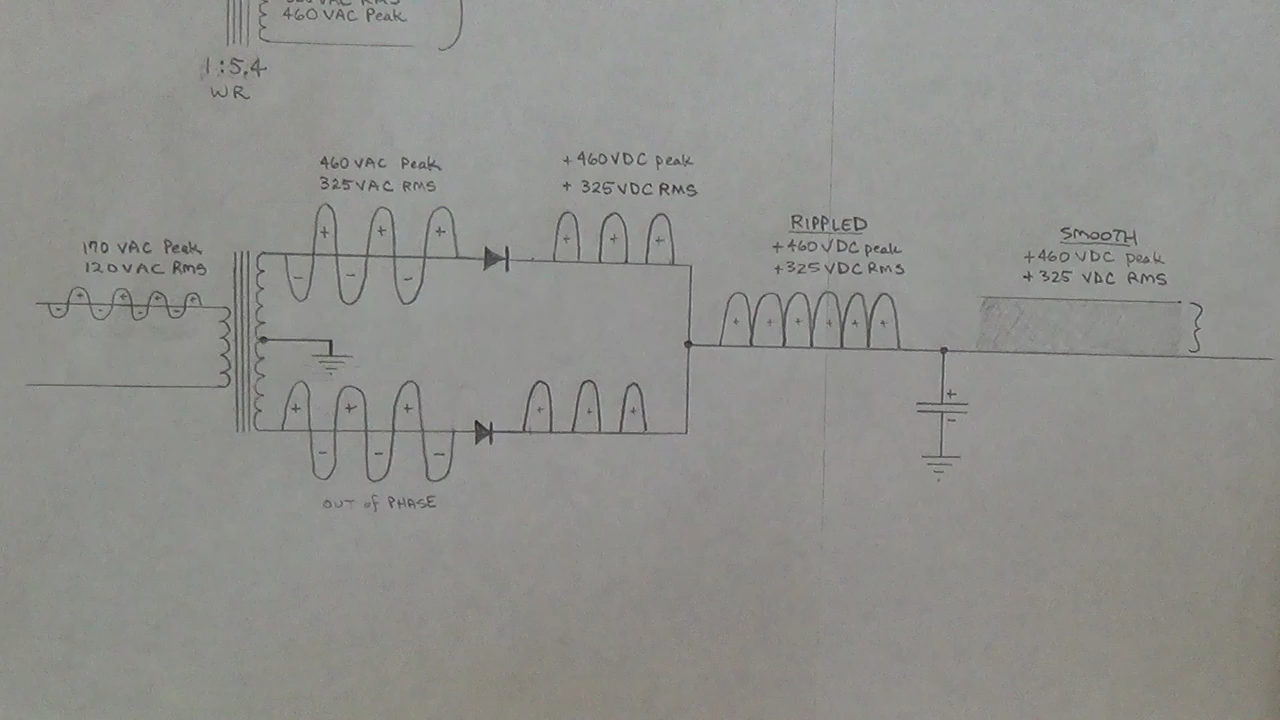 460 VAC Peak
1:5.4
WR
460 VAC Peak
325 VAC RMS
+460 VDC peak
+ 325 VDC RMS
170 VAC Peak
120 VAC RMS
RIPPLED
+460 VDC peak
+325 VDC RMS
SMOOTH
+460 VDC peak
+325 VDC RMS
+ + +
- - -
+ + +
+ + + +
- - - -
+ + + + + +
+ + +
- - -
+ + +
+
-
OUT of PHASE